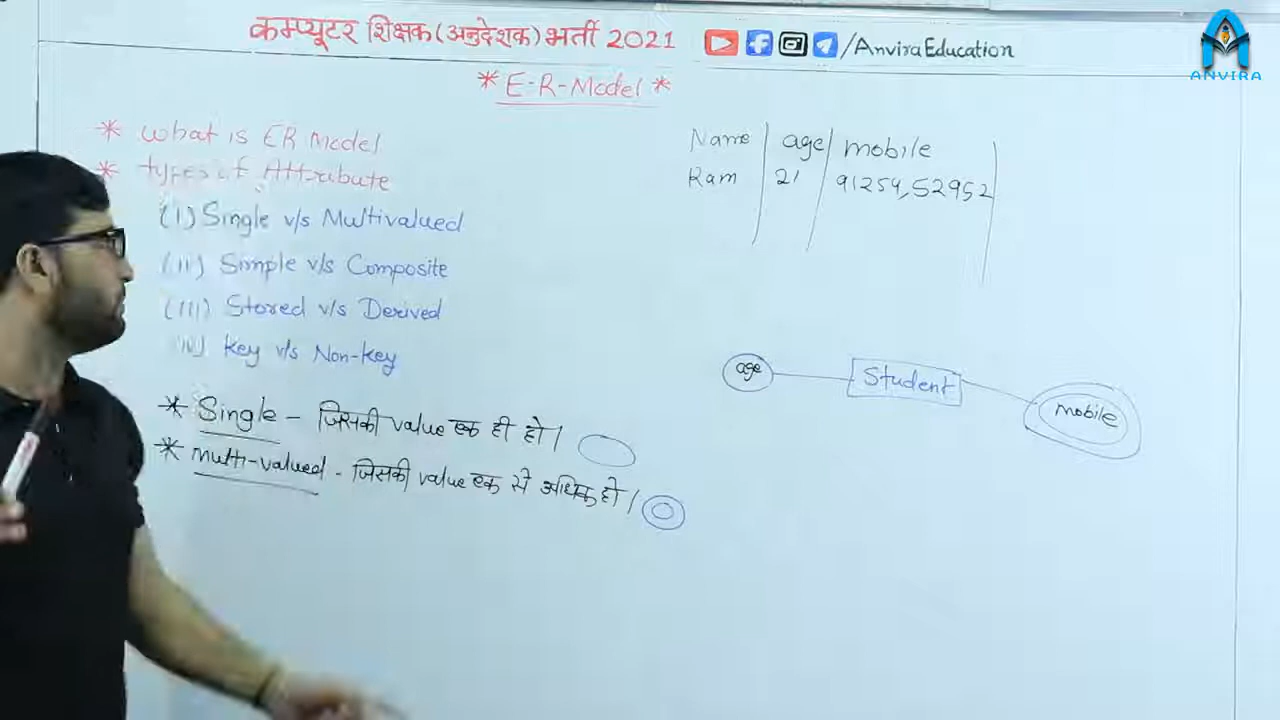 कम्प्यूटर शिक्षक (अनुदेशक) भर्ती 2021
/AnviraEducation
ANVIRA
* E-R-Model *
* What is ER Model
* types of Attribute
(I) Single v/s Multivalued
(II) Simple v/s Composite
(III) Stored v/s Derived
IV) Key v/s Non-key
* Single - जिसकी value एक ही हो।
* Multi-valued - जिसकी value एक से अधिक हो।
Name age mobile
Ram 21 91254,52952
age Student mobile